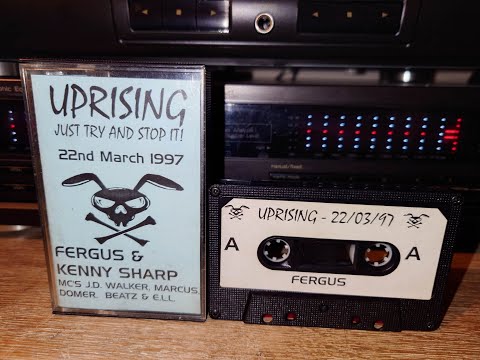 UPRISING
JUST TRY AND STOP IT!
22nd March 1997
FERGUS &
KENNY SHARP
MC'S J.D. WALKER, MARCUS
DOMER. BEATZ & E.L.L.
UPRISING - 22/03/97
A
A
FERGUS